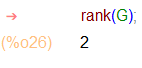 ➔ rank(G);
(%o26) 2